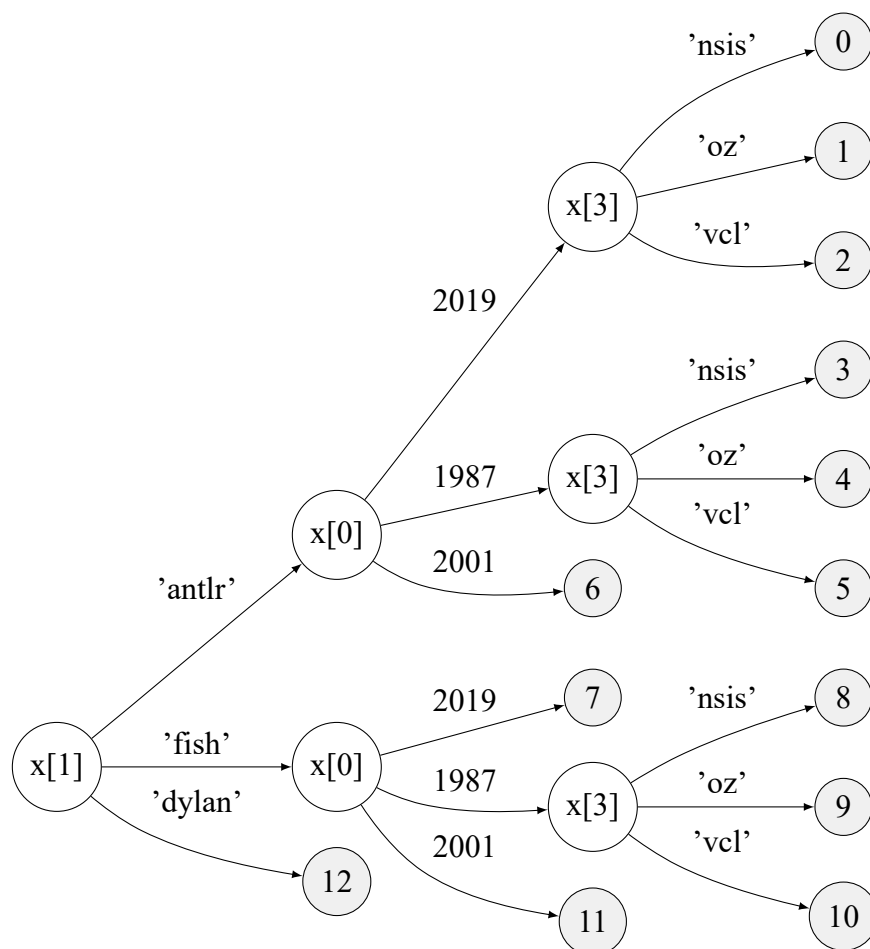 ’nsis’
0
’oz’
1
x[3]
’vcl’
2
2019
’nsis’
3
1987
x[3]
’oz’
4
’vcl’
x[0]
2001
6
5
’antlr’
2019
7
’nsis’
8
x[1]
’fish’
x[0]
1987
x[3]
’oz’
9
’dylan’
’vcl’
2001
12
11
10